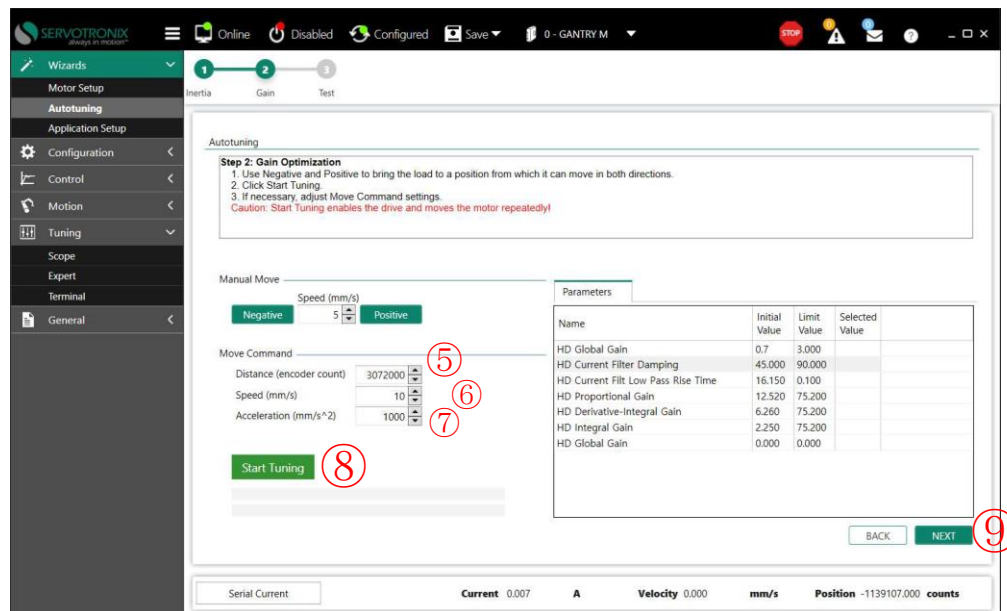 SERVOTRONIX
always in motion
Online
Disabled
Configured
Save
0 - GANTRY M
STOP
0
0
?
Wizards
Motor Setup
Autotuning
Application Setup
Configuration
Control
Motion
Tuning
Scope
Expert
Terminal
General
1
2
3
Inertia
Gain
Test
Autotuning
Step 2: Gain Optimization
1. Use Negative and Positive to bring the load to a position from which it can move in both directions.
2. Click Start Tuning.
3. If necessary, adjust Move Command settings.
Caution: Start Tuning enables the drive and moves the motor repeatedly!
Manual Move
Speed (mm/s)
Negative 5 Positive
Move Command
Distance (encoder count) 3072000 ⑤
Speed (mm/s) 10 ⑥
Acceleration (mm/s^2) 1000 ⑦
Start Tuning ⑧
Parameters
Name Initial Value Limit Value Selected Value
HD Global Gain 0.7 3.000
HD Current Filter Damping 45.000 90.000
HD Current Filt Low Pass Rise Time 16.150 0.100
HD Proportional Gain 12.520 75.200
HD Derivative-Integral Gain 6.260 75.200
HD Integral Gain 2.250 75.200
HD Global Gain 0.000 0.000
BACK NEXT ⑨
Serial Current Current 0.007 A Velocity 0.000 mm/s Position -1139107.000 counts